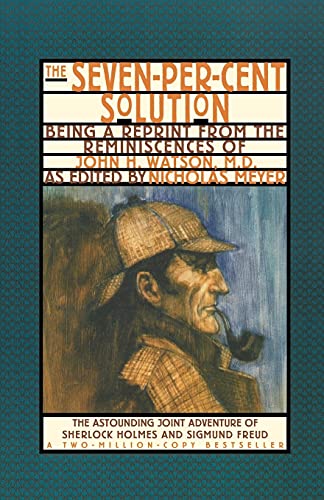 THE SEVEN-PER-CENT
SOLUTION
BEING A REPRINT FROM THE
REMINISCENCES OF
JOHN H. WATSON, M.D.
AS EDITED BY NICHOLAS MEYER
THE ASTOUNDING JOINT ADVENTURE OF
SHERLOCK HOLMES AND SIGMUND FREUD
A TWO-MILLION-COPY BESTSELLER